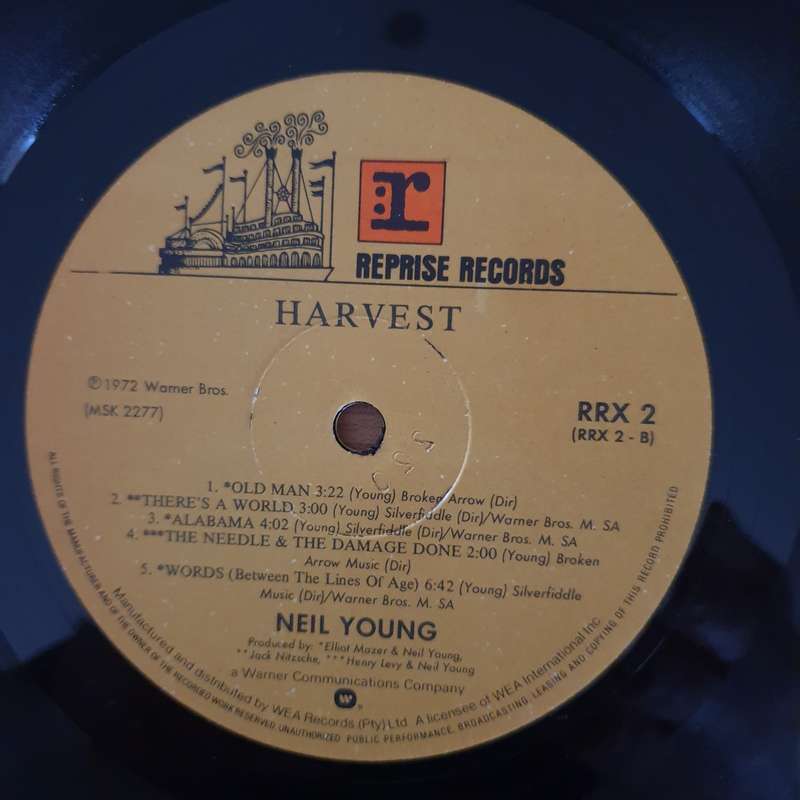 r
REPRISE RECORDS
HARVEST
℗1972 Warner Bros.
(MSK 2277)
RRX 2
(RRX 2 - B)
1. *OLD MAN 3:22 (Young) Broken Arrow (Dir)
2. **THERE'S A WORLD 3:00 (Young) Silverfiddle (Dir)/Warner Bros. M. SA
3. *ALABAMA 4:02 (Young) Silverfiddle (Dir)/Warner Bros. M. SA
4. ***THE NEEDLE & THE DAMAGE DONE 2:00 (Young) Broken
Arrow Music (Dir)
5. *WORDS (Between The Lines Of Age) 6:42 (Young) Silverfiddle
Music (Dir)/Warner Bros. M. SA
NEIL YOUNG
Produced by: *Elliot Mazer & Neil Young,
**Jack Nitzsche, ***Henry Levy & Neil Young
a Warner Communications Company
Manufactured and distributed by WEA Records (Pty) Ltd. A licensee of WEA International Inc
ALL RIGHTS OF THE MANUFACTURER AND OF THE OWNER OF THE RECORDED WORK RESERVED. UNAUTHORIZED PUBLIC PERFORMANCE, BROADCASTING, LEASING AND COPYING OF THIS RECORD PROHIBITED